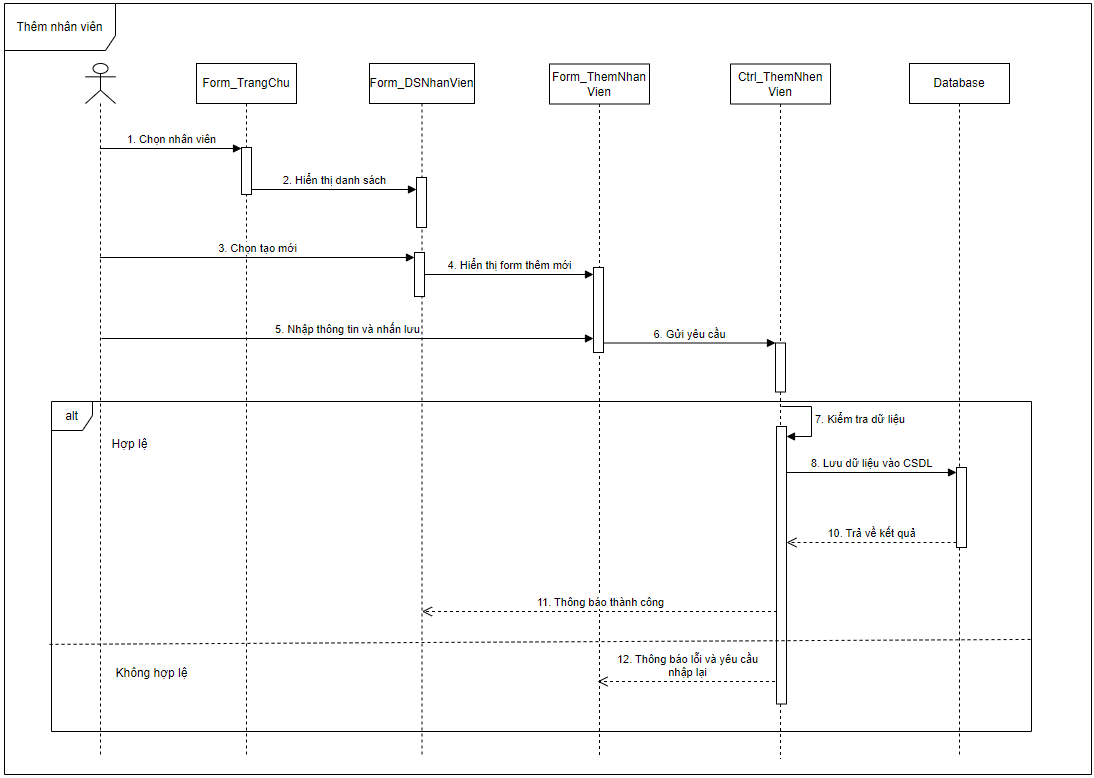 Thêm nhân viên
Form_TrangChu
Form_DSNhanVien
Form_ThemNhan
Vien
Ctrl_ThemNhen
Vien
Database
1. Chọn nhân viên
2. Hiển thị danh sách
3. Chọn tạo mới
4. Hiển thị form thêm mới
5. Nhập thông tin và nhấn lưu
6. Gửi yêu cầu
alt
7. Kiểm tra dữ liệu
Hợp lệ
8. Lưu dữ liệu vào CSDL
10. Trả về kết quả
11. Thông báo thành công
12. Thông báo lỗi và yêu cầu
nhập lại
Không hợp lệ